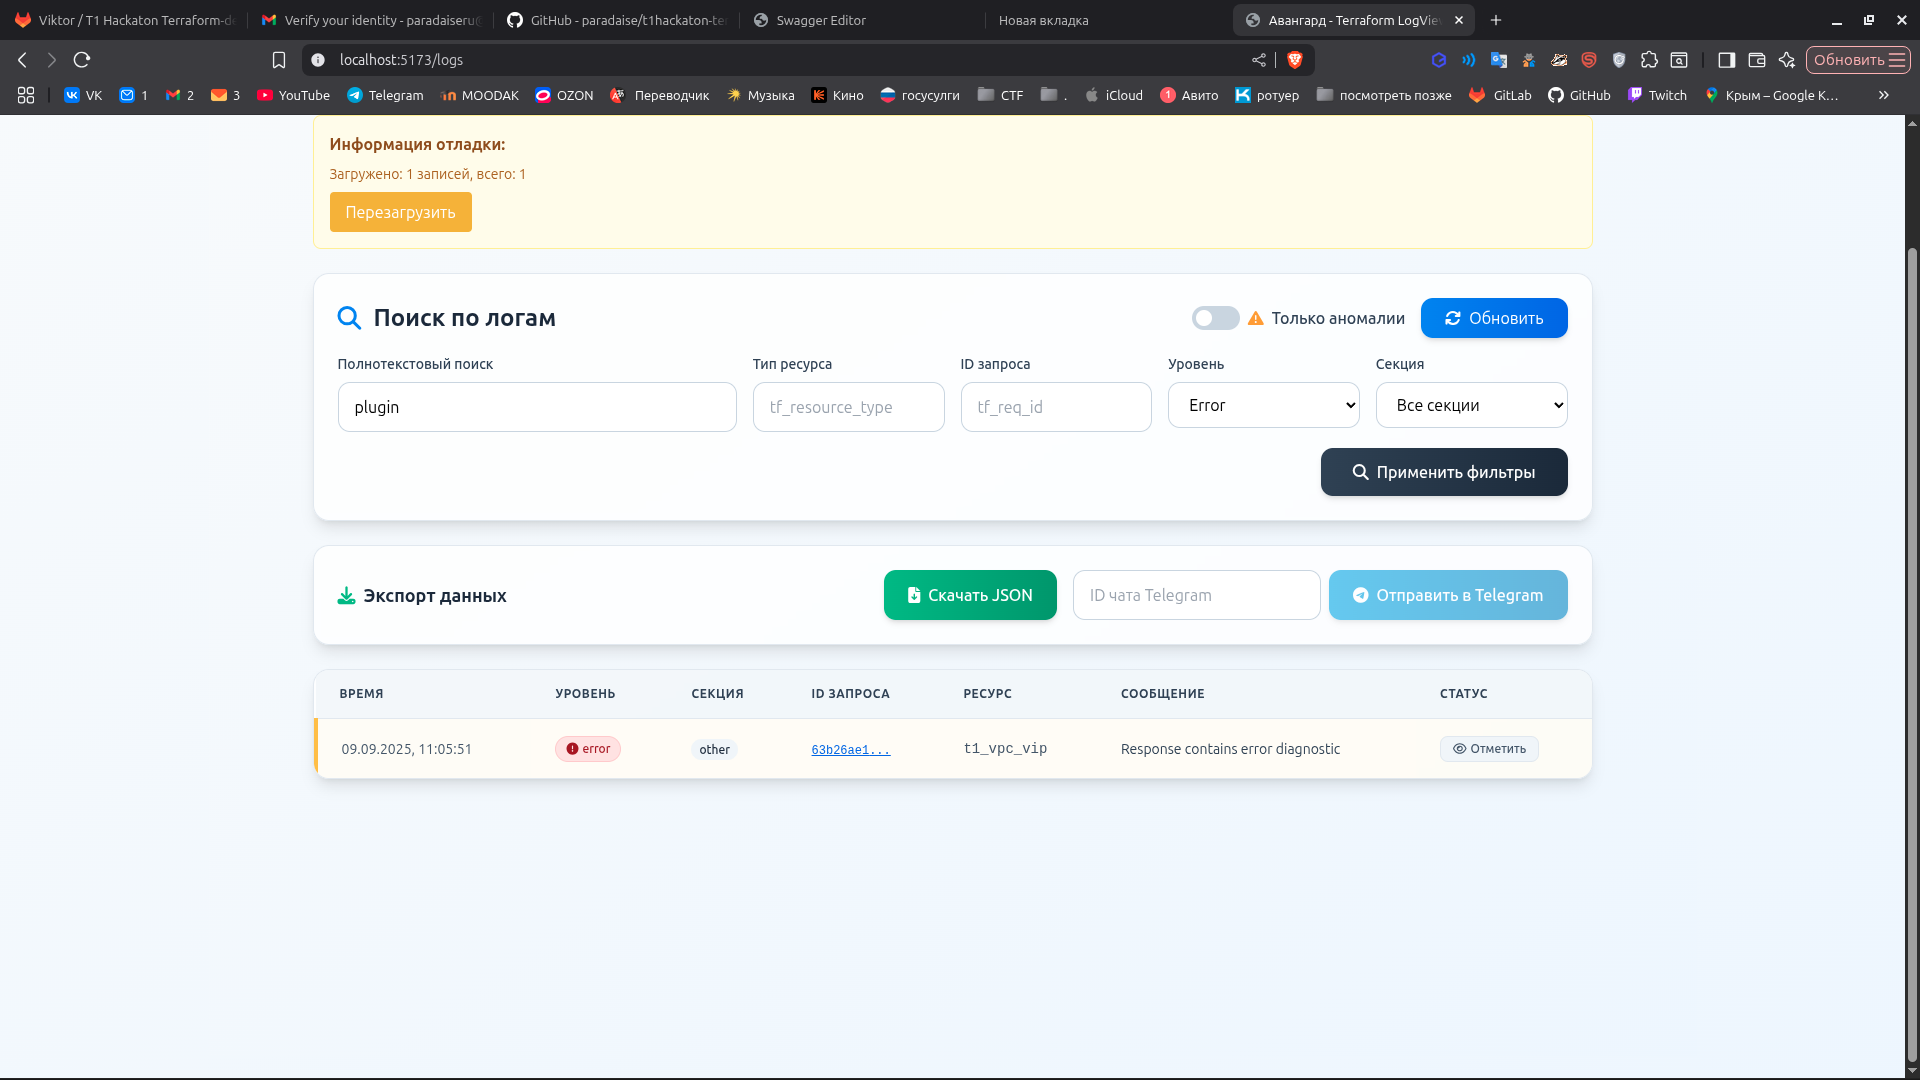 Viktor / T1 Hackaton Terraform-de
Verify your identity - paradaiseru@
GitHub - paradaise/t1hackaton-ter
Swagger Editor
Новая вкладка
Авангард - Terraform LogView
localhost:5173/logs
Обновить
VK
1
2
3
YouTube
Telegram
MOODAK
OZON
Переводчик
Музыка
Кино
госусулги
CTF
.
iCloud
1
Авито
ротуер
посмотреть позже
GitLab
GitHub
Twitch
Крым – Google К...
»
Информация отладки:
Загружено: 1 записей, всего: 1
Перезагрузить
Поиск по логам
Только аномалии
Обновить
Полнотекстовый поиск
Тип ресурса
ID запроса
Уровень
Секция
plugin
tf_resource_type
tf_req_id
Error
Все секции
Применить фильтры
Экспорт данных
Скачать JSON
ID чата Telegram
Отправить в Telegram
ВРЕМЯ
УРОВЕНЬ
СЕКЦИЯ
ID ЗАПРОСА
РЕСУРС
СООБЩЕНИЕ
СТАТУС
09.09.2025, 11:05:51
error
other
63b26ae1...
t1_vpc_vip
Response contains error diagnostic
Отметить